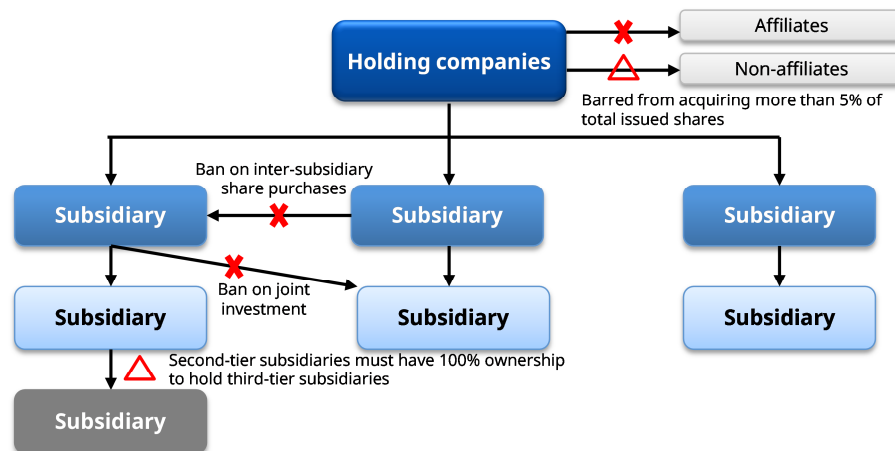 Affiliates
Holding companies
Non-affiliates
Barred from acquiring more than 5% of
total issued shares
Ban on inter-subsidiary
share purchases
Subsidiary
Subsidiary
Subsidiary
Ban on joint
investment
Subsidiary
Subsidiary
Subsidiary
Second-tier subsidiaries must have 100% ownership
to hold third-tier subsidiaries
Subsidiary